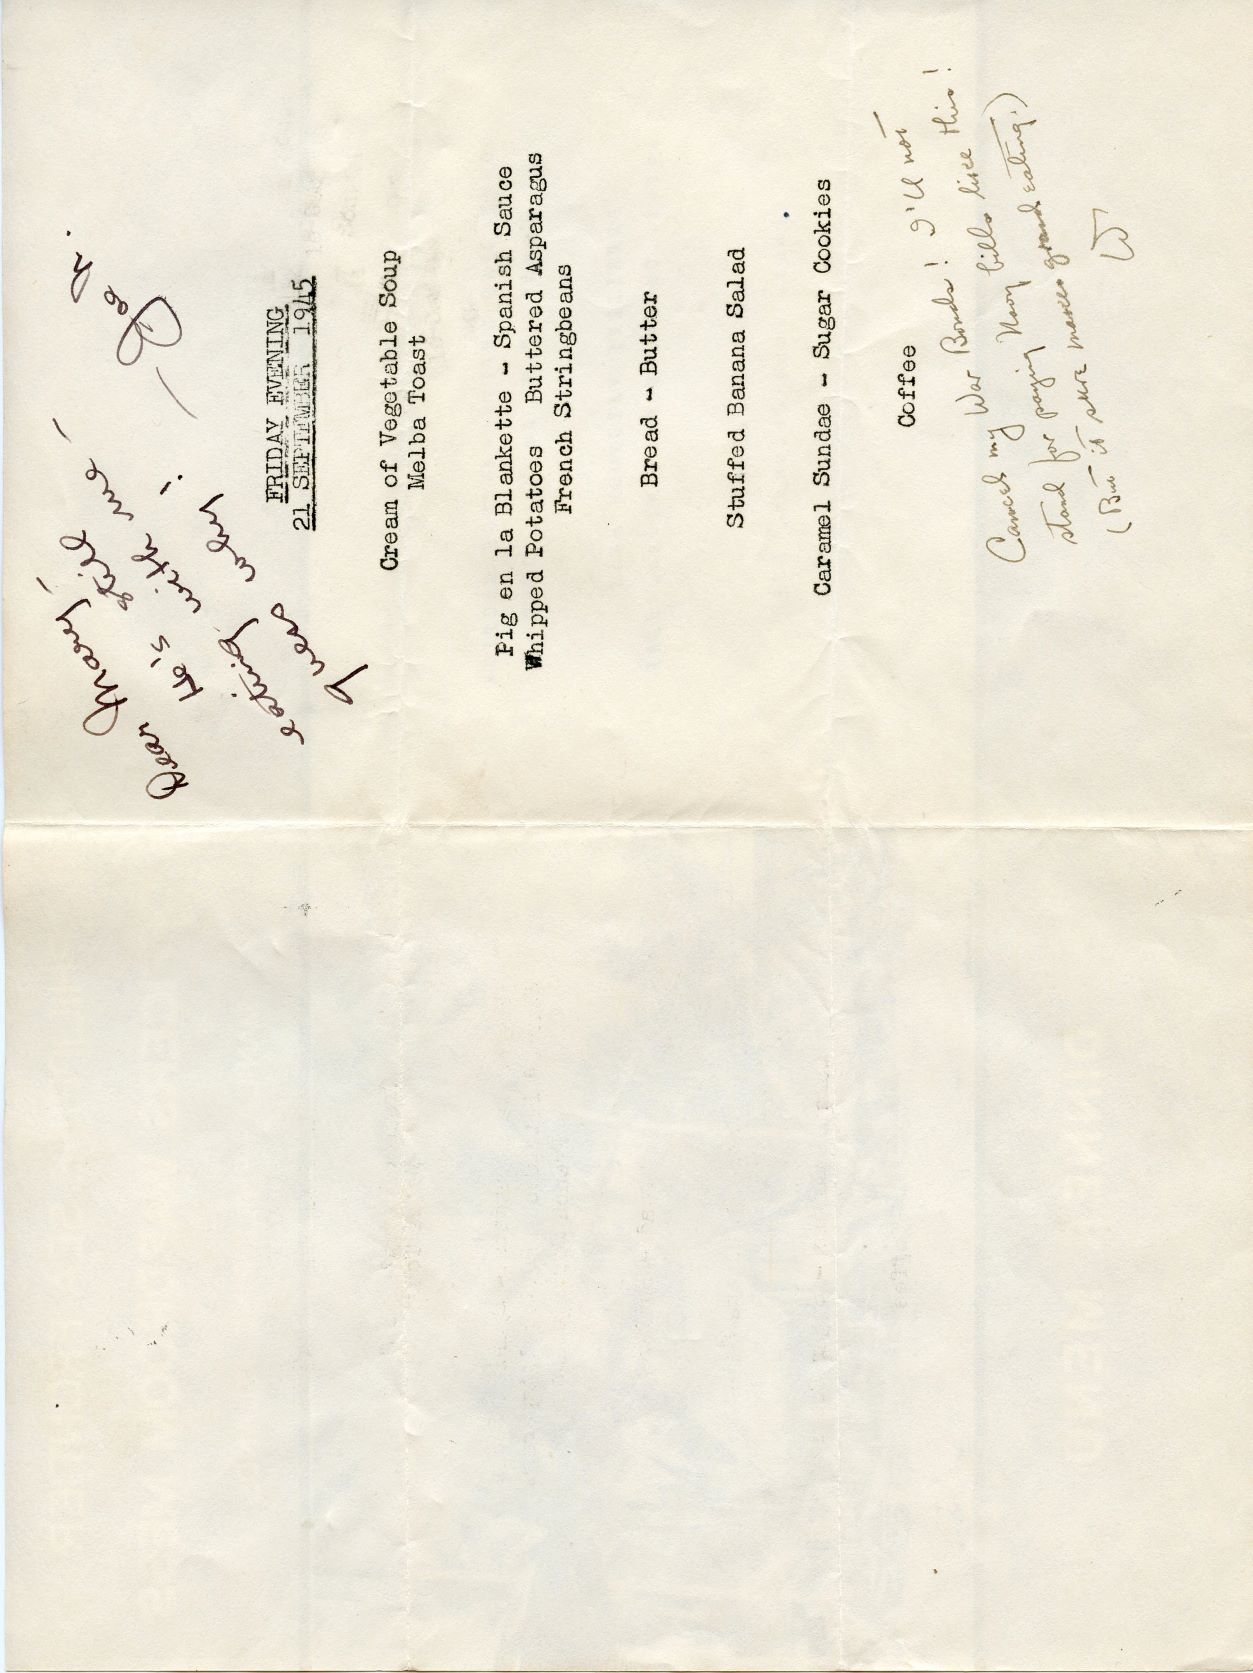 Dear Mary –
He's still
eating with me –
guess why!
— Joe N.
FRIDAY EVENING
21 SEPTEMBER 1945
Cream of Vegetable Soup
Melba Toast
Pig en la Blankette - Spanish Sauce
Whipped Potatoes Buttered Asparagus
French Stringbeans
Bread - Butter
Stuffed Banana Salad
Caramel Sundae - Sugar Cookies
Coffee
Cancel my War Bonds! I'll not
stand for paying Navy bills like this!
(But it sure makes grand eating.)
W
DINNER MENU